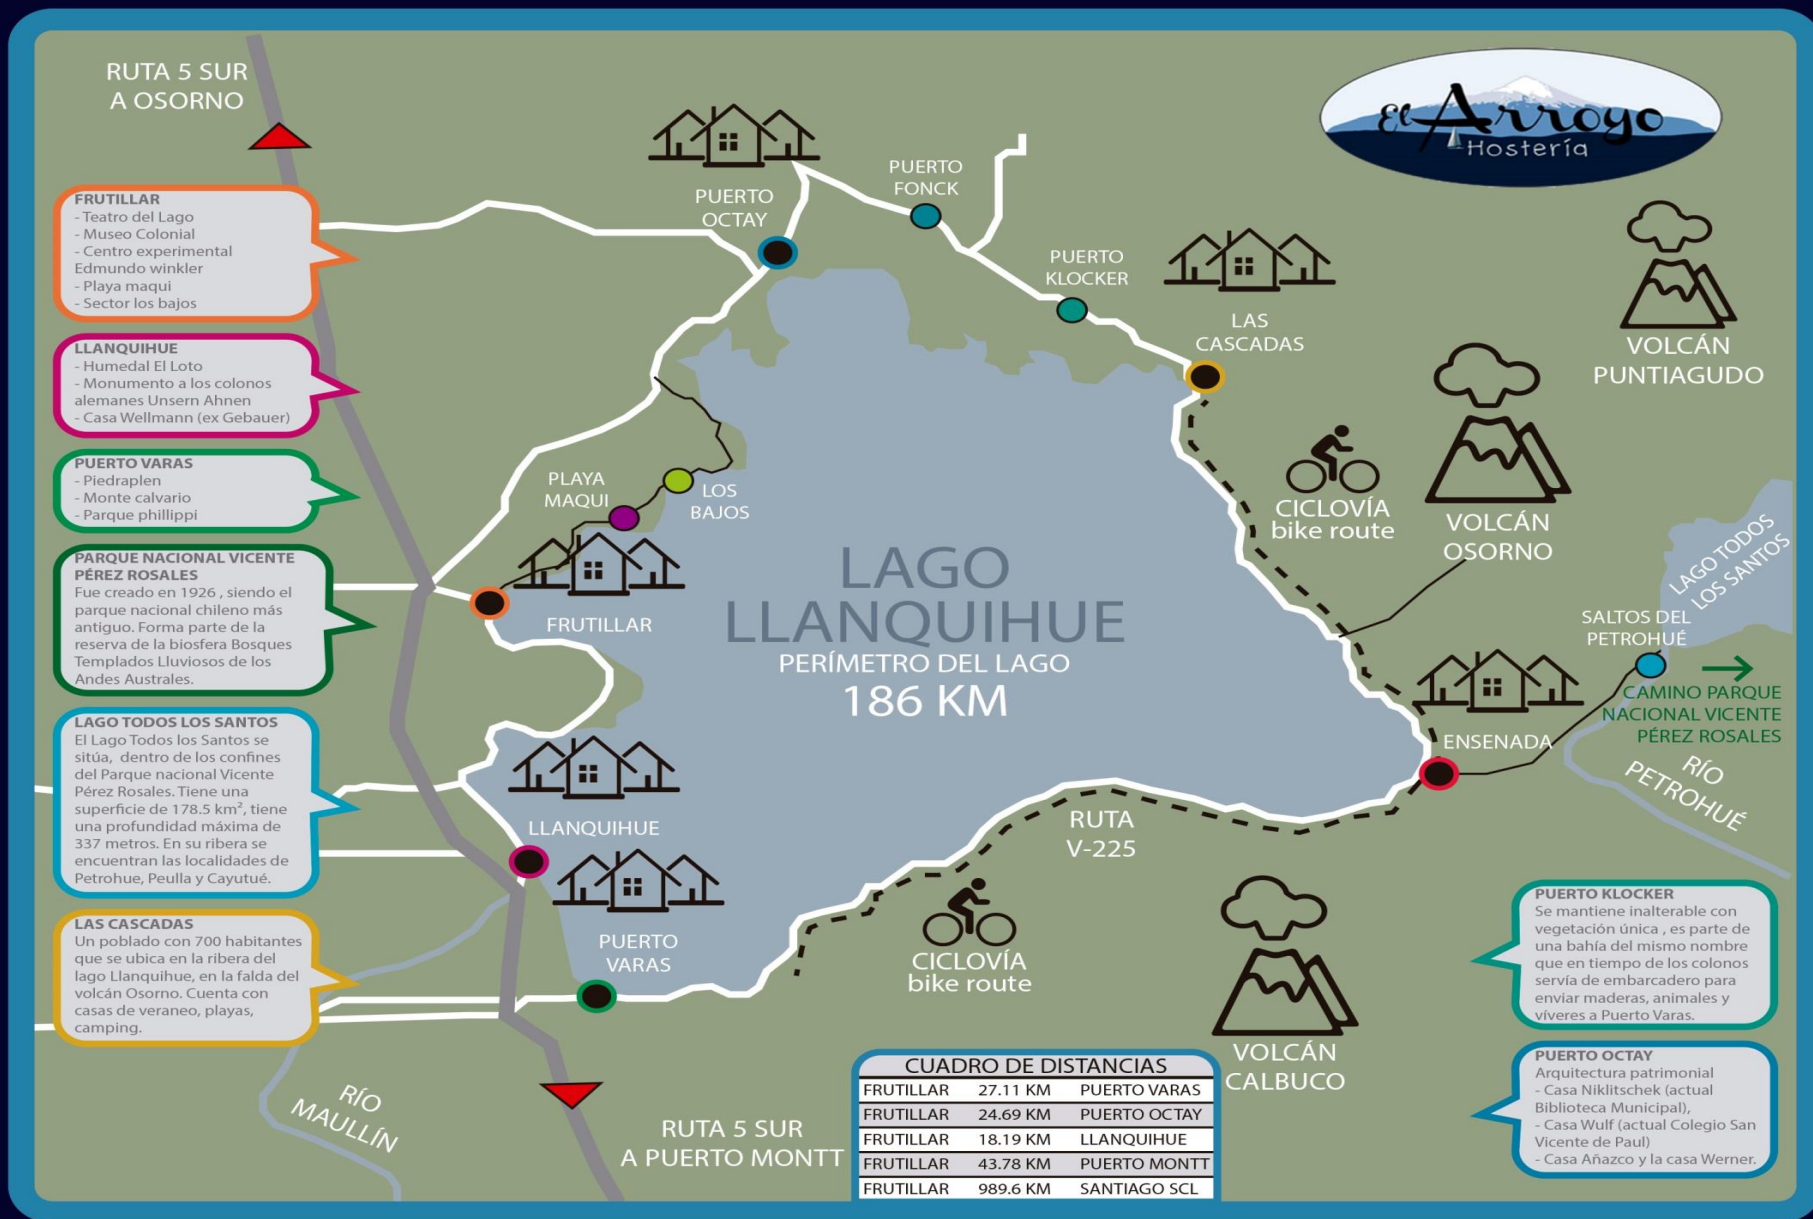 RUTA 5 SUR
A OSORNO
El Arroyo
Hostería
FRUTILLAR
- Teatro del Lago
- Museo Colonial
- Centro experimental
Edmundo winkler
- Playa maqui
- Sector los bajos
LLANQUIHUE
- Humedal El Loto
- Monumento a los colonos
alemanes Unsern Ahnen
- Casa Wellmann (ex Gebauer)
PUERTO VARAS
- Piedraplen
- Monte calvario
- Parque phillippi
PARQUE NACIONAL VICENTE
PÉREZ ROSALES
Fue creado en 1926 , siendo el
parque nacional chileno más
antiguo. Forma parte de la
reserva de la biosfera Bosques
Templados Lluviosos de los
Andes Australes.
LAGO TODOS LOS SANTOS
El Lago Todos los Santos se
sitúa, dentro de los confines
del Parque nacional Vicente
Pérez Rosales. Tiene una
superficie de 178.5 km², tiene
una profundidad máxima de
337 metros. En su ribera se
encuentran las localidades de
Petrohue, Peulla y Cayutué.
LAS CASCADAS
Un poblado con 700 habitantes
que se ubica en la ribera del
lago Llanquihue, en la falda del
volcán Osorno. Cuenta con
casas de veraneo, playas,
camping.
PUERTO
OCTAY
PUERTO
FONCK
PUERTO
KLOCKER
LAS
CASCADAS
VOLCÁN
PUNTIAGUDO
CICLOVÍA
bike route
VOLCÁN
OSORNO
PLAYA
MAQUI
LOS
BAJOS
FRUTILLAR
LAGO
LLANQUIHUE
PERÍMETRO DEL LAGO
186 KM
LAGO TODOS
LOS SANTOS
SALTOS DEL
PETROHUÉ
CAMINO PARQUE
NACIONAL VICENTE
PÉREZ ROSALES
ENSENADA
RÍO
PETROHUÉ
LLANQUIHUE
RUTA
V-225
PUERTO
VARAS
CICLOVÍA
bike route
VOLCÁN
CALBUCO
RÍO
MAULLÍN
RUTA 5 SUR
A PUERTO MONTT
CUADRO DE DISTANCIAS
FRUTILLAR 27.11 KM PUERTO VARAS
FRUTILLAR 24.69 KM PUERTO OCTAY
FRUTILLAR 18.19 KM LLANQUIHUE
FRUTILLAR 43.78 KM PUERTO MONTT
FRUTILLAR 989.6 KM SANTIAGO SCL
PUERTO KLOCKER
Se mantiene inalterable con
vegetación única , es parte de
una bahía del mismo nombre
que en tiempo de los colonos
servía de embarcadero para
enviar maderas, animales y
víveres a Puerto Varas.
PUERTO OCTAY
Arquitectura patrimonial
- Casa Niklitschek (actual
Biblioteca Municipal),
- Casa Wulf (actual Colegio San
Vicente de Paul)
- Casa Añazco y la casa Werner.